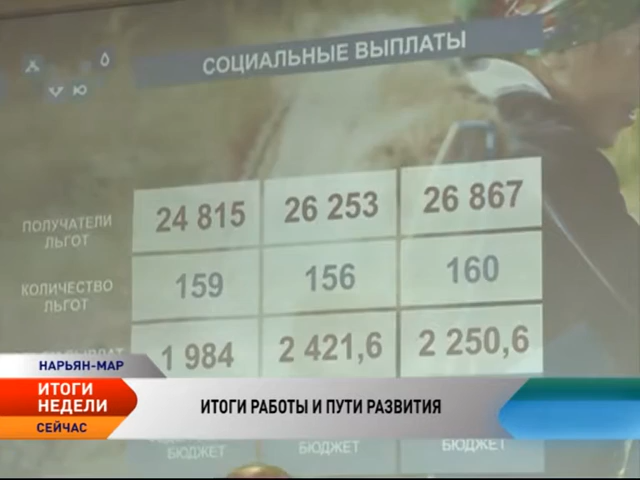 СОЦИАЛЬНЫЕ ВЫПЛАТЫ
ПОЛУЧАТЕЛИ
ЛЬГОТ
24 815 26 253 26 867
КОЛИЧЕСТВО
ЛЬГОТ
159 156 160
1 984 2 421,6 2 250,6
НАРЬЯН-МАР
ИТОГИ
НЕДЕЛИ
СЕЙЧАС
ИТОГИ РАБОТЫ И ПУТИ РАЗВИТИЯ
БЮДЖЕТ БЮДЖЕТ БЮДЖЕТ